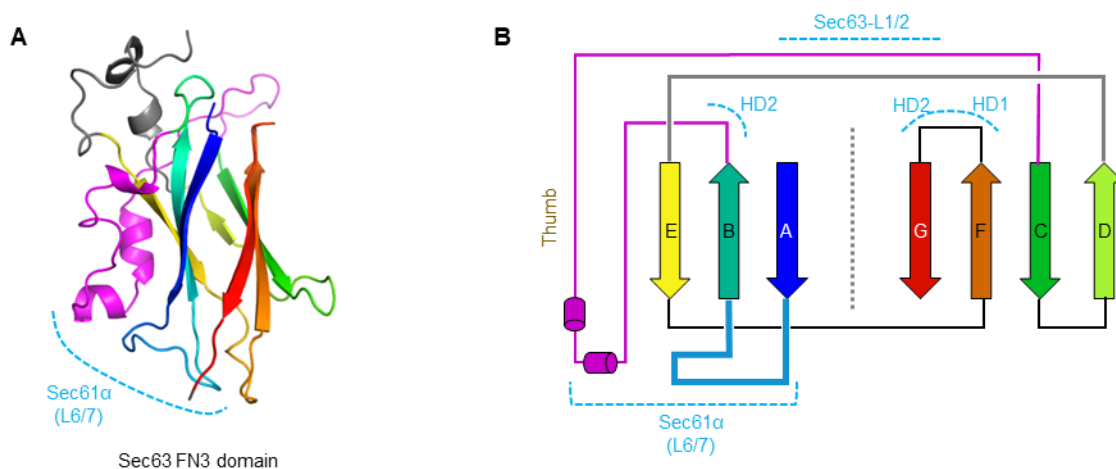 A
Sec61α
(L6/7)
Sec63 FN3 domain
B
Sec63-L1/2
HD2
HD2
HD1
Thumb
E
B
A
G
F
C
D
Sec61α
(L6/7)